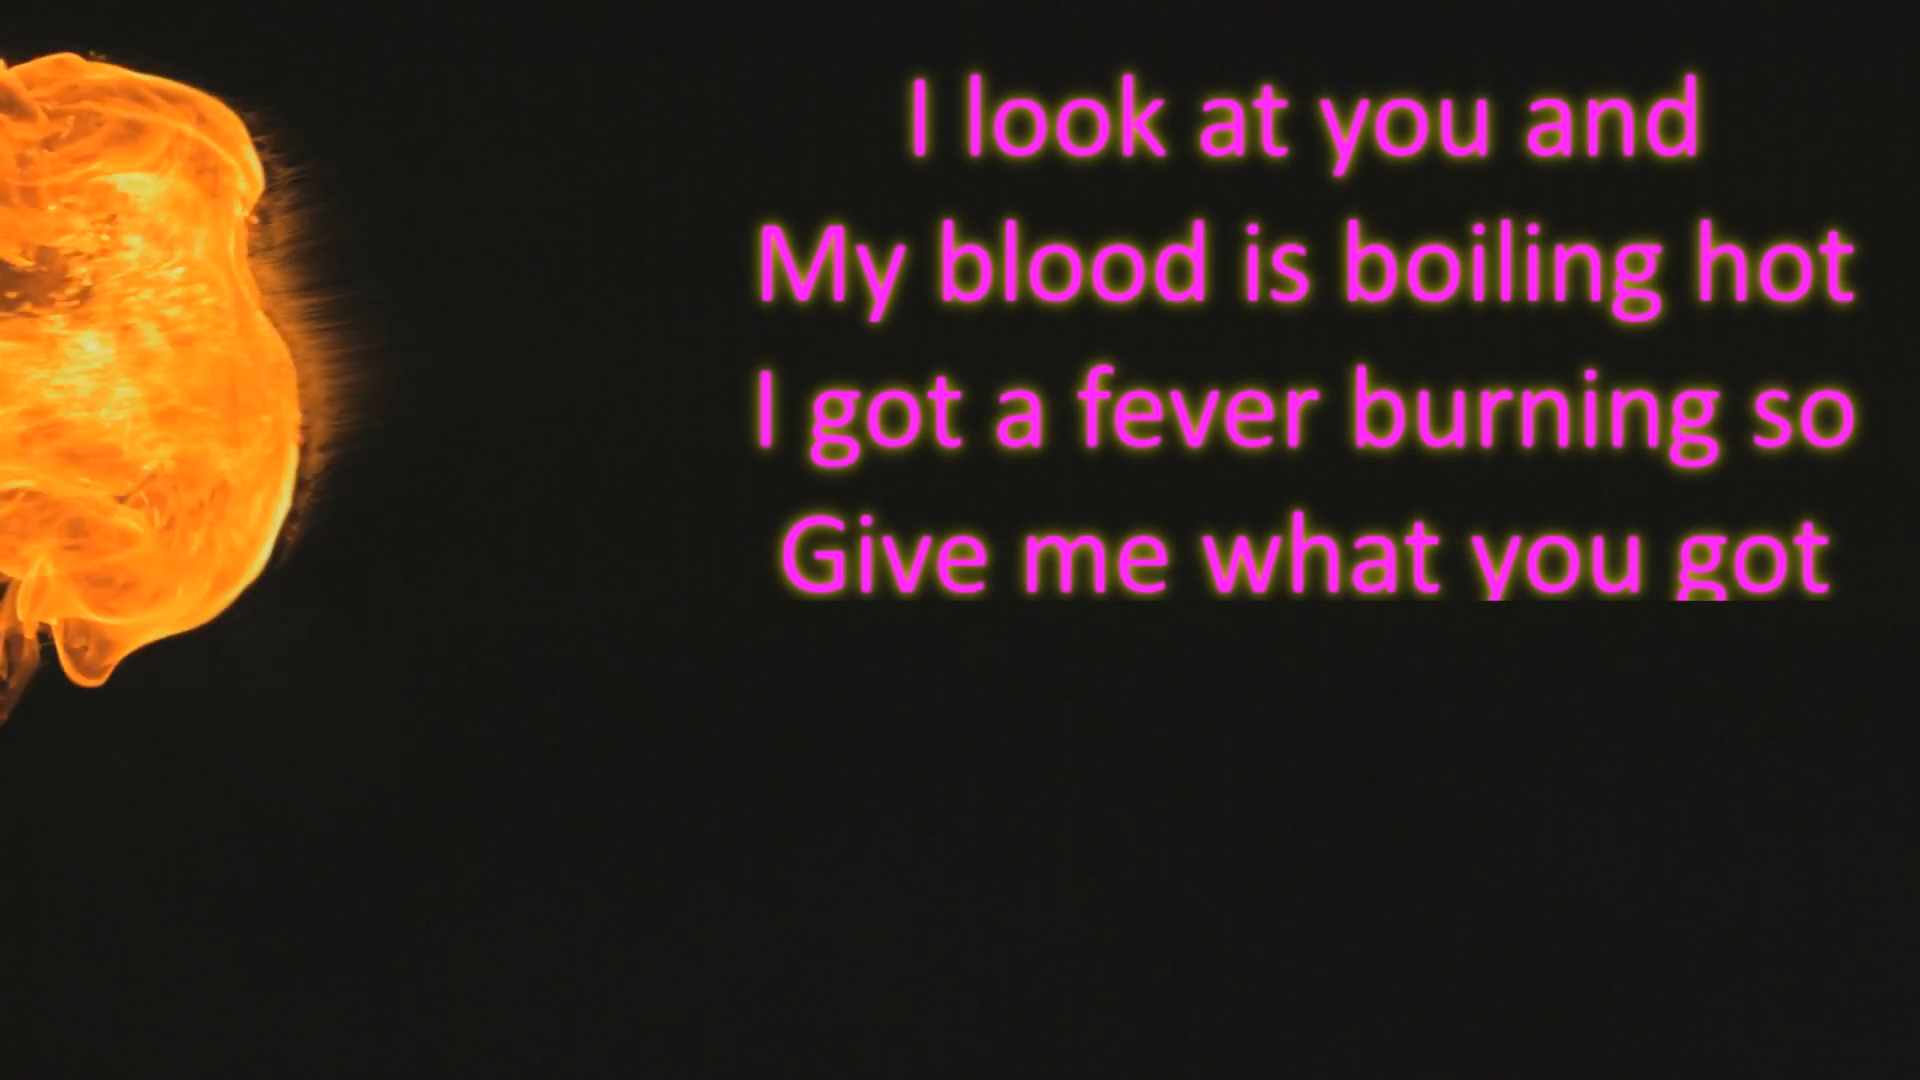 I look at you and
My blood is boiling hot
I got a fever burning so
Give me what you got